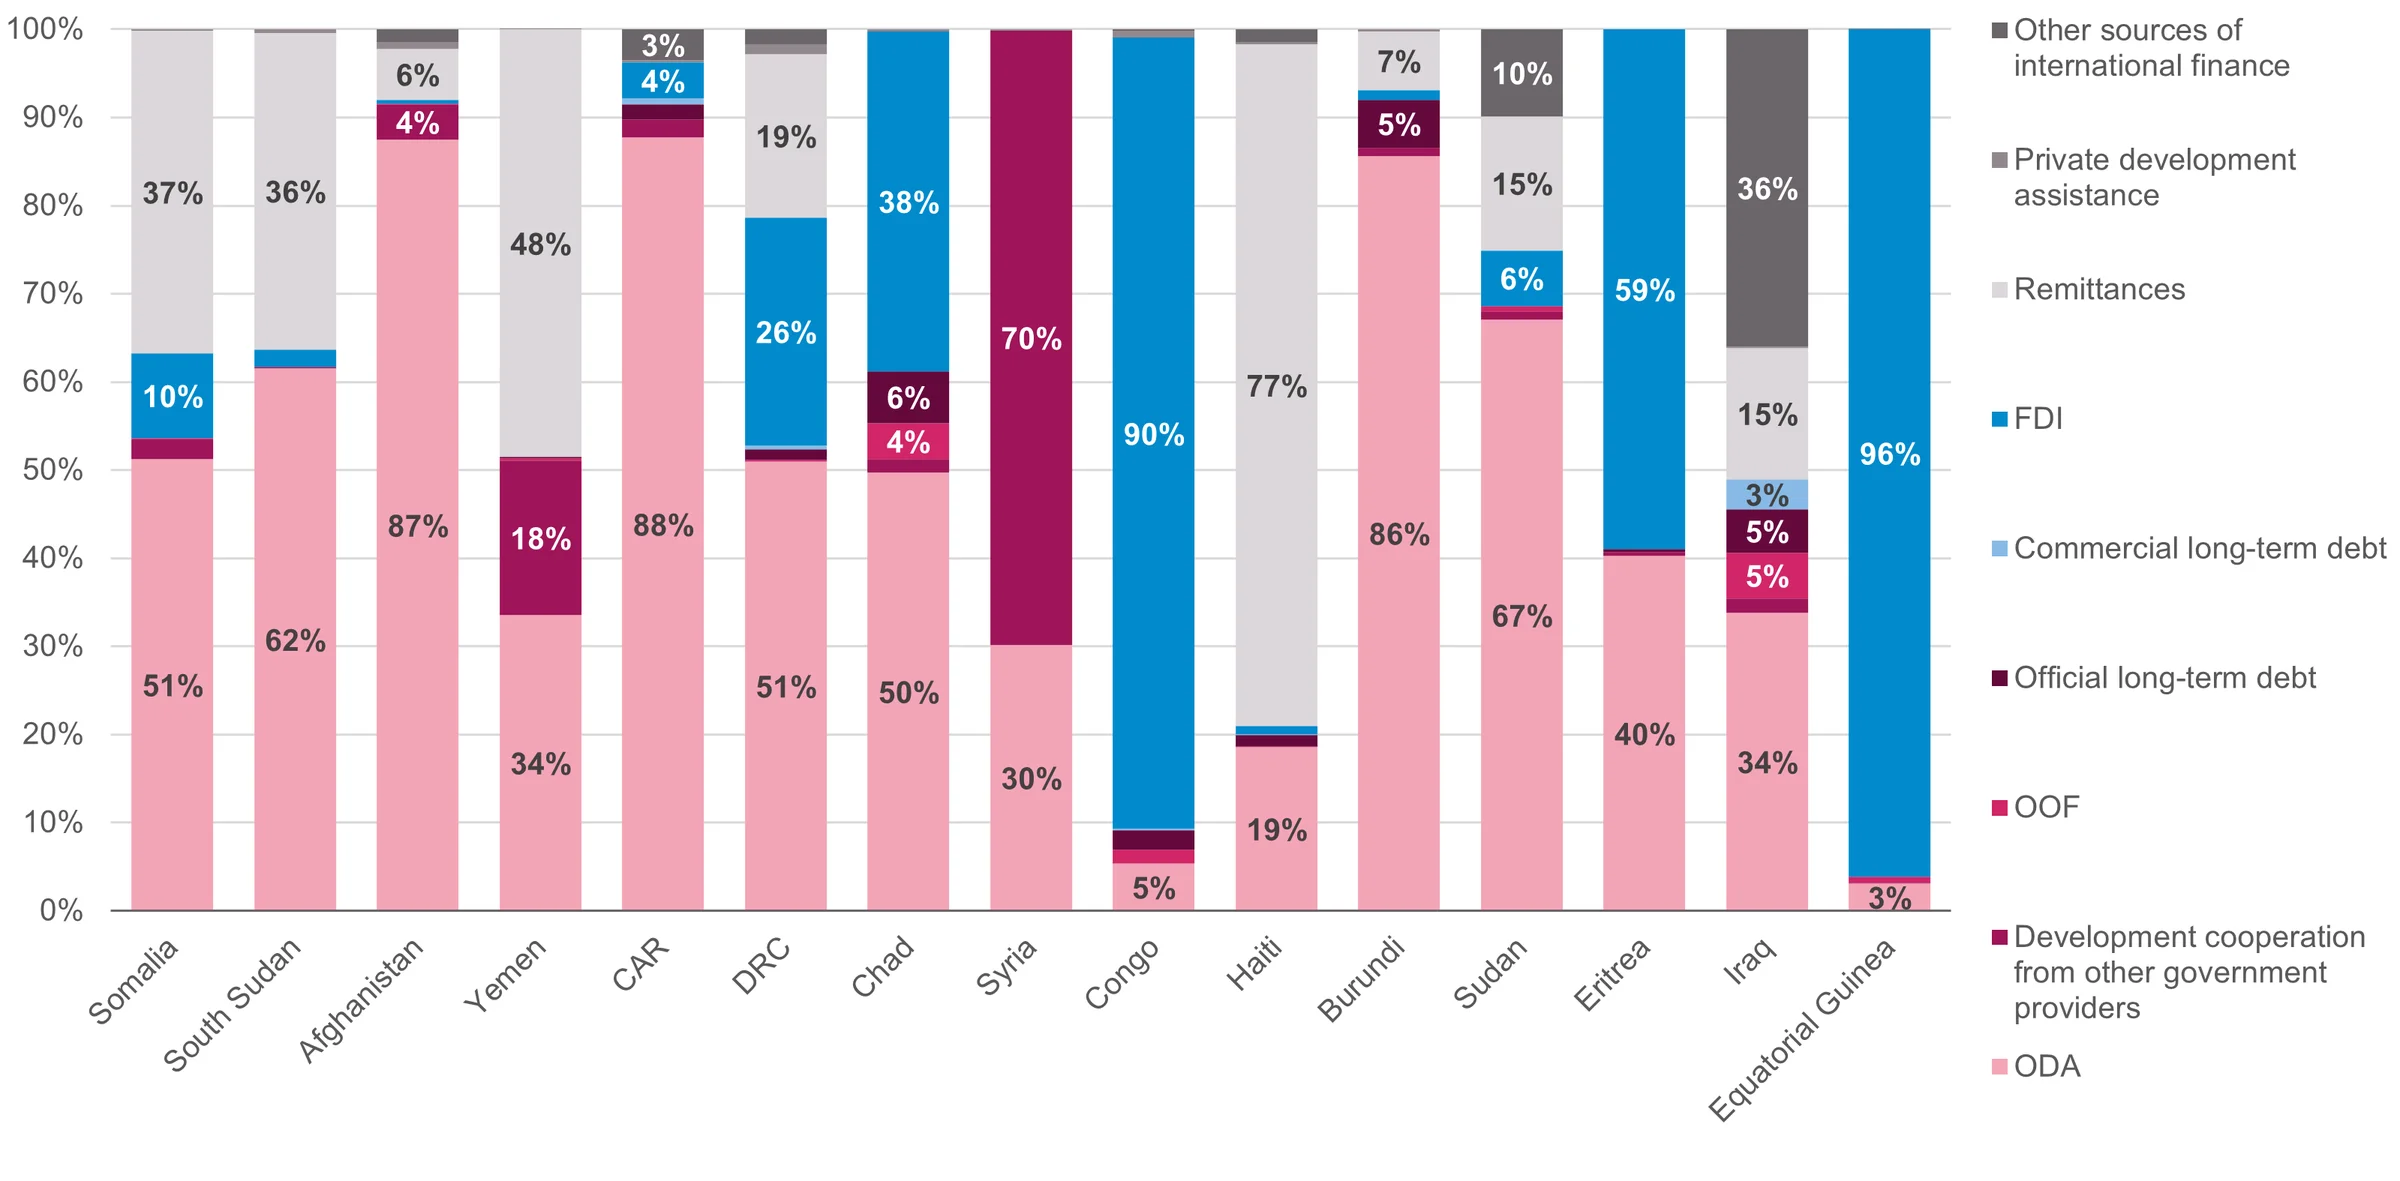 100%
90%
80%
70%
60%
50%
40%
30%
20%
10%
0%
37%
10%
51%
36%
62%
6%
4%
87%
48%
18%
34%
3%
4%
88%
19%
26%
51%
38%
6%
4%
50%
70%
30%
90%
5%
77%
19%
7%
5%
86%
10%
15%
6%
67%
59%
40%
36%
15%
3%
5%
5%
34%
96%
3%
Somalia
South Sudan
Afghanistan
Yemen
CAR
DRC
Chad
Syria
Congo
Haiti
Burundi
Sudan
Eritrea
Iraq
Equatorial Guinea
Other sources of
international finance
Private development
assistance
Remittances
FDI
Commercial long-term debt
Official long-term debt
OOF
Development cooperation
from other government
providers
ODA